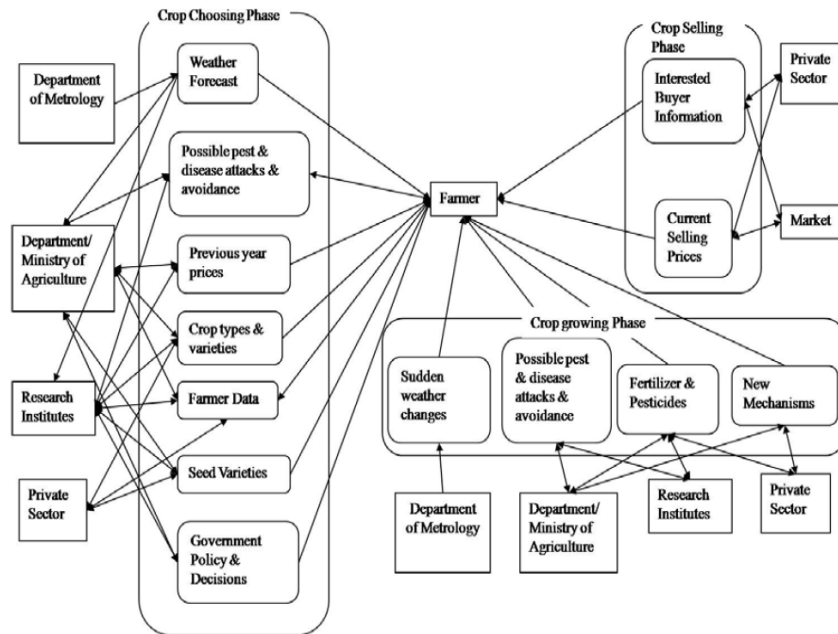 Crop Choosing Phase
Department
of Metrology
Weather
Forecast
Possible pest &
disease attacks &
avoidance
Department/
Ministry of
Agriculture
Previous year
prices
Crop types &
varieties
Research
Institutes
Farmer Data
Private
Sector
Seed Varieties
Government
Policy &
Decisions
Farmer
Crop Selling
Phase
Interested
Buyer
Information
Private
Sector
Current
Selling
Prices
Market
Crop growing Phase
Sudden
weather
changes
Possible pest
& disease
attacks &
avoidance
Fertilizer &
Pesticides
New
Mechanisms
Department
of Metrology
Department/
Ministry of
Agriculture
Research
Institutes
Private
Sector